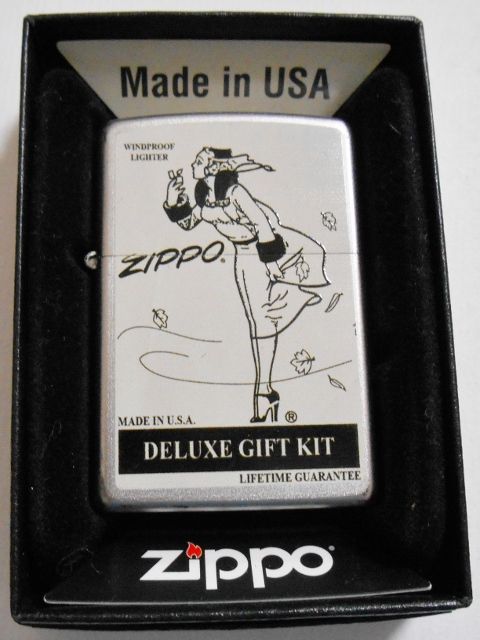 Made in USA
WINDPROOF
LIGHTER
ZIPPO®
MADE IN U.S.A. ®
DELUXE GIFT KIT
LIFETIME GUARANTEE
zippo®